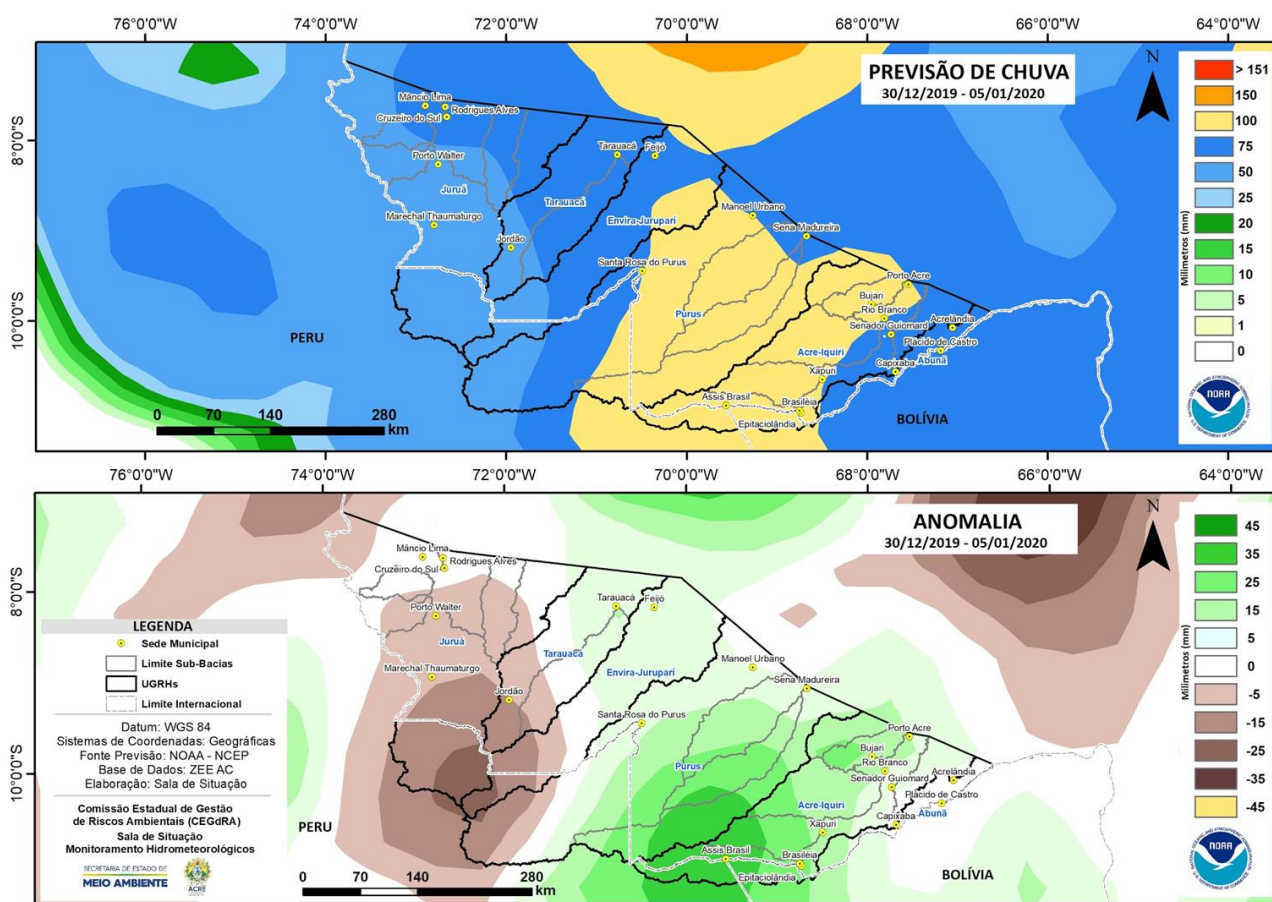 76°0'0"W 74°0'0"W 72°0'0"W 70°0'0"W 68°0'0"W 66°0'0"W 64°0'0"W
PREVISÃO DE CHUVA
30/12/2019 - 05/01/2020
N
8°0'0"S
10°0'0"S
Mâncio Lima
Rodrigues Alves
Cruzeiro do Sul
Porto Walter
Juruá
Marechal Thaumaturgo
Jordão
Tarauacá
Feijó
Tarauacá
Envira-Jurupari
Manoel Urbano
Sena Madureira
Santa Rosa do Purus
Purus
Porto Acre
Bujari
Rio Branco
Senador Guiomard
Acrelândia
Plácido de Castro
Abunã
Acre-Iquiri
Capixaba
Xapuri
Assis Brasil
Brasiléia
Epitaciolândia
PERU
BOLÍVIA
0 70 140 280
km
Milímetros (mm)
> 151
150
100
75
50
25
20
15
10
5
1
0
NOAA
76°0'0"W 74°0'0"W 72°0'0"W 70°0'0"W 68°0'0"W 66°0'0"W 64°0'0"W
ANOMALIA
30/12/2019 - 05/01/2020
N
8°0'0"S
10°0'0"S
Mâncio Lima
Rodrigues Alves
Cruzeiro do Sul
Porto Walter
Juruá
Marechal Thaumaturgo
Jordão
Tarauacá
Feijó
Tarauacá
Envira-Jurupari
Manoel Urbano
Sena Madureira
Santa Rosa do Purus
Purus
Porto Acre
Bujari
Rio Branco
Senador Guiomard
Acrelândia
Plácido de Castro
Abunã
Acre-Iquiri
Capixaba
Xapuri
Assis Brasil
Brasiléia
Epitaciolândia
PERU
BOLÍVIA
0 70 140 280
km
Milímetros (mm)
45
35
25
15
5
0
-5
-15
-25
-35
-45
NOAA
LEGENDA
Sede Municipal
Limite Sub-Bacias
UGRHs
Limite Internacional
Datum: WGS 84
Sistemas de Coordenadas: Geográficas
Fonte Previsão: NOAA - NCEP
Base de Dados: ZEE AC
Elaboração: Sala de Situação
Comissão Estadual de Gestão
de Riscos Ambientais (CEGdRA)
Sala de Situação
Monitoramento Hidrometeorológicos
SECRETARIA DE ESTADO DE
MEIO AMBIENTE
ACRE